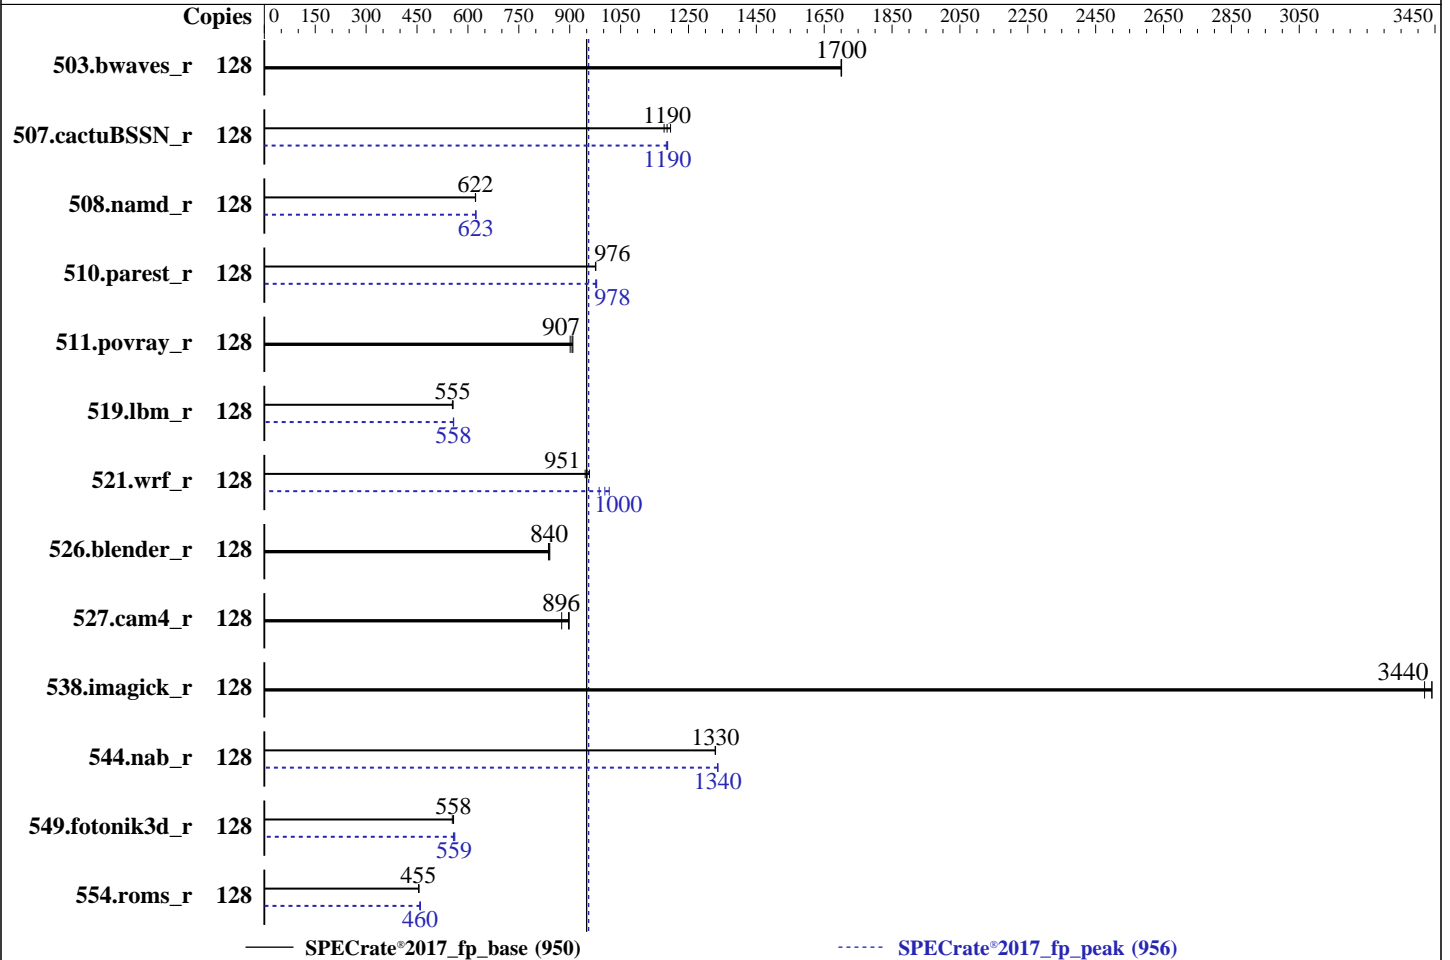 Copies 0 150 300 450 600 750 900 1050 1250 1450 1650 1850 2050 2250 2450 2650 2850 3050 3450
1700
503.bwaves_r 128
1190
507.cactuBSSN_r 128
1190
622
508.namd_r 128
623
976
510.parest_r 128
978
907
511.povray_r 128
555
519.lbm_r 128
558
951
521.wrf_r 128
1000
840
526.blender_r 128
896
527.cam4_r 128
3440
538.imagick_r 128
1330
544.nab_r 128
1340
558
549.fotonik3d_r 128
559
455
554.roms_r 128
460
SPECrate®2017_fp_base (950) SPECrate®2017_fp_peak (956)